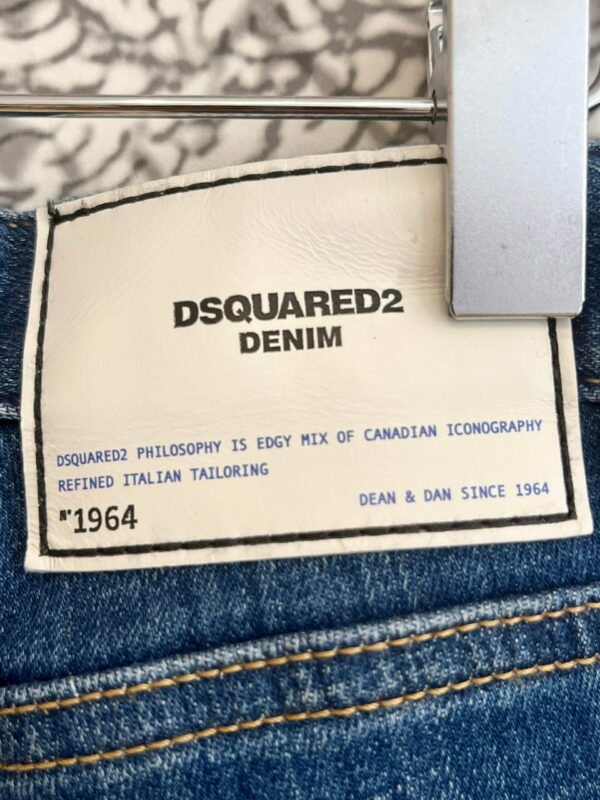 DSQUARED2
DENIM
DSQUARED2 PHILOSOPHY IS EDGY MIX OF CANADIAN ICONOGRAPHY
REFINED ITALIAN TAILORING
DEAN & DAN SINCE 1964
N°1964